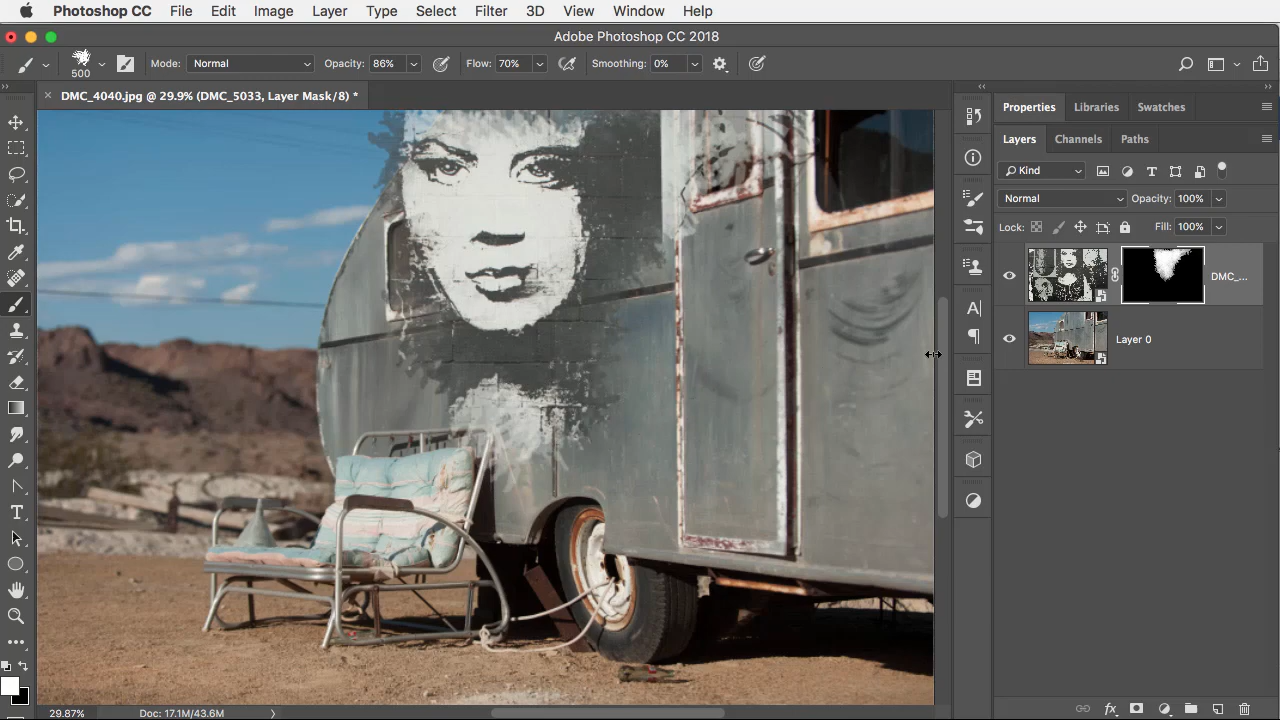 Photoshop CC File Edit Image Layer Type Select Filter 3D View Window Help
Adobe Photoshop CC 2018
500 Mode: Normal Opacity: 86% Flow: 70% Smoothing: 0%
DMC_4040.jpg @ 29.9% (DMC_5033, Layer Mask/8) *
Properties Libraries Swatches
Layers Channels Paths
Kind
Normal Opacity: 100%
Lock: Fill: 100%
DMC_...
Layer 0
29.87% Doc: 17.1M/43.6M